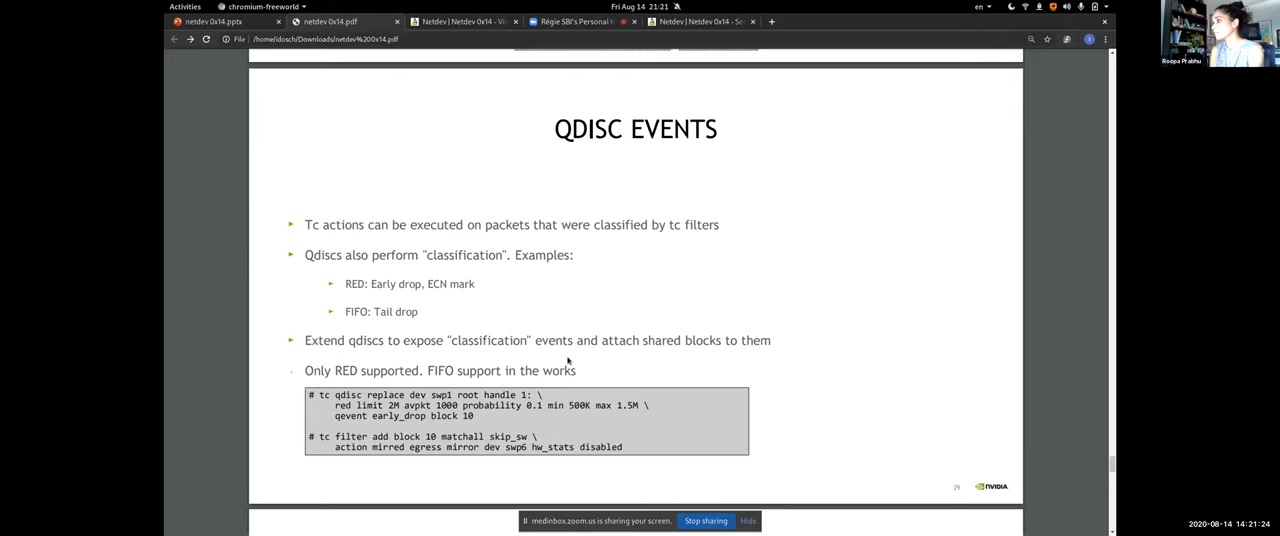 Activities
chromium-freeworld
Fri Aug 14 21:21
en
netdev 0x14.pptx
netdev 0x14.pdf
Netdev | Netdev 0x14 - Vi
Régie SBI's Personal M
Netdev | Netdev 0x14 - Se
File
/home/idosch/Downloads/netdev%200x14.pdf
Roopa Prabhu
QDISC EVENTS
Tc actions can be executed on packets that were classified by tc filters
Qdiscs also perform "classification". Examples:
RED: Early drop, ECN mark
FIFO: Tail drop
Extend qdiscs to expose "classification" events and attach shared blocks to them
Only RED supported. FIFO support in the works
# tc qdisc replace dev swp1 root handle 1: \
red limit 2M avpkt 1000 probability 0.1 min 500K max 1.5M \
qevent early_drop block 10
# tc filter add block 10 matchall skip_sw \
action mirred egress mirror dev swp6 hw_stats disabled
29
NVIDIA
medinbox.zoom.us is sharing your screen.
Stop sharing
Hide
2020-08-14 14:21:24